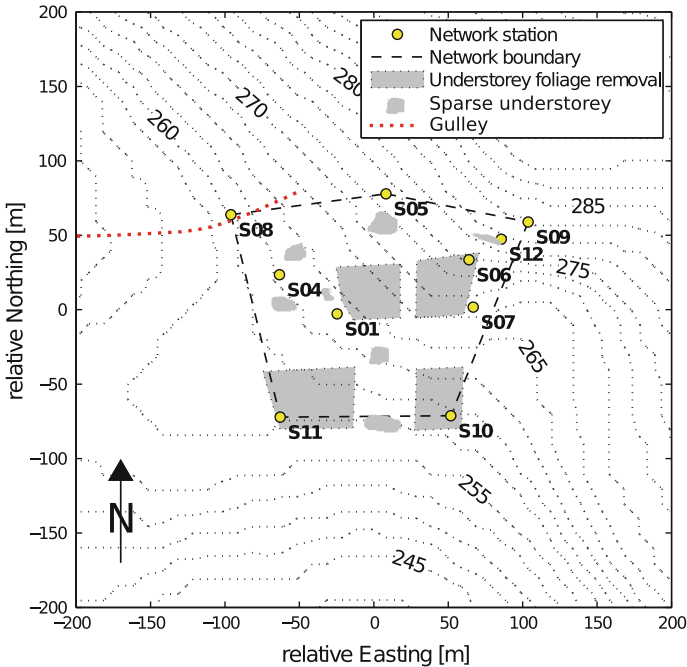 200
150
100
50
0
−50
−100
−150
−200
relative Northing [m]
Network station
Network boundary
Understorey foliage removal
Sparse understorey
Gulley
280
270
260
285
275
265
255
245
S05
S08
S09
S12
S06
S04
S07
S01
S11
S10
N
−200 −150 −100 −50 0 50 100 150 200
relative Easting [m]